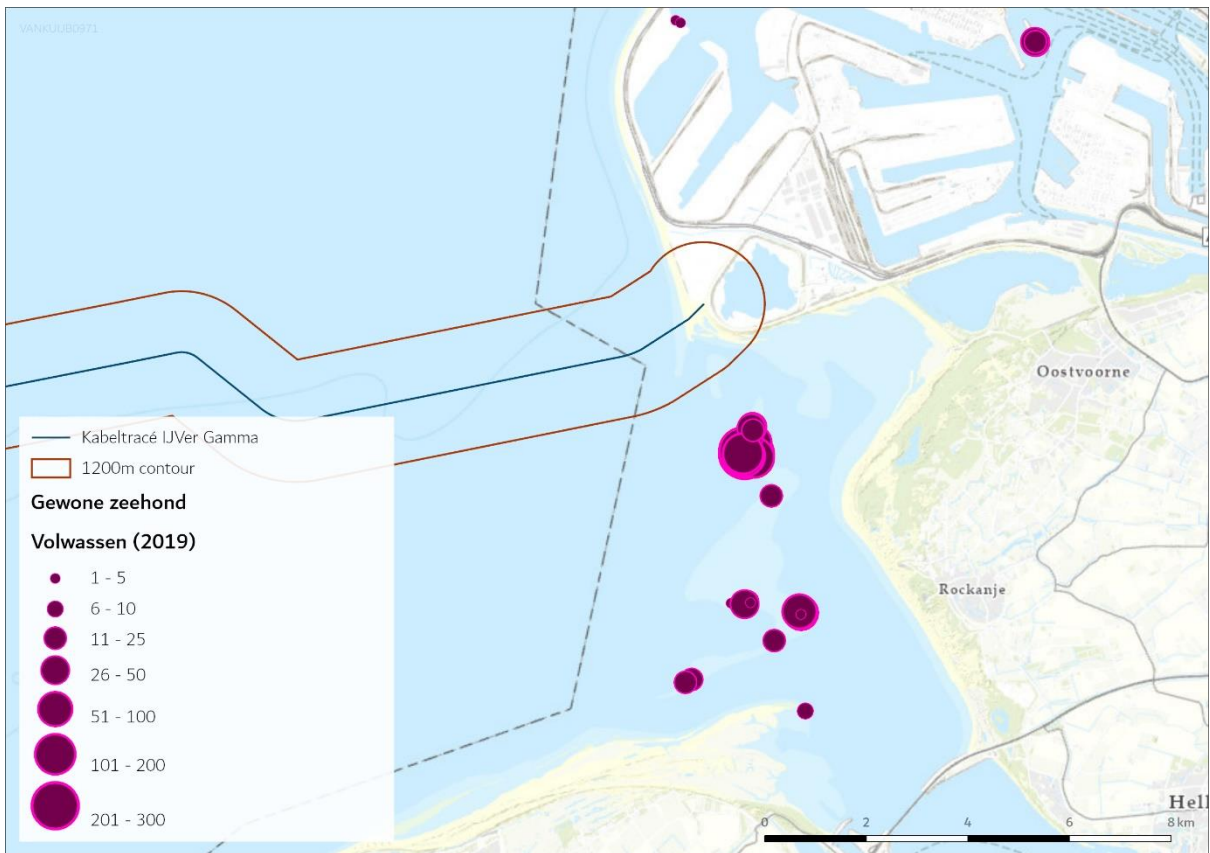 VANKUUB0971
Oostvoorne
Rockanje
Hell
Kabeltracé IJVer Gamma
1200m contour
Gewone zeehond
Volwassen (2019)
1 - 5
6 - 10
11 - 25
26 - 50
51 - 100
101 - 200
201 - 300
0 2 4 6 8 km